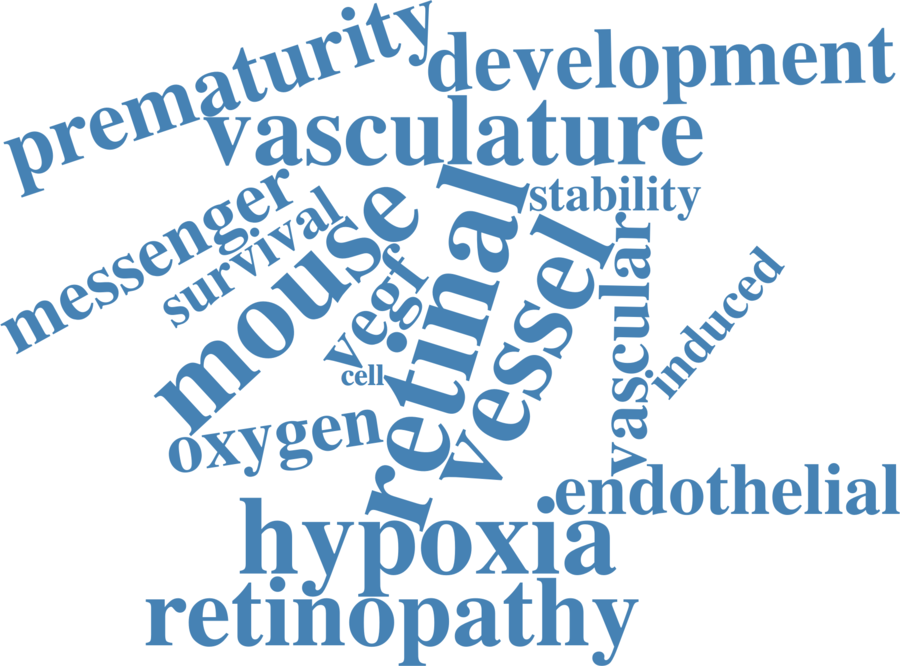 prematurity
development
vasculature
messenger
survival
mouse
stability
retinal
vessel
vascular
vegf
induced
cell
oxygen
endothelial
hypoxia
retinopathy